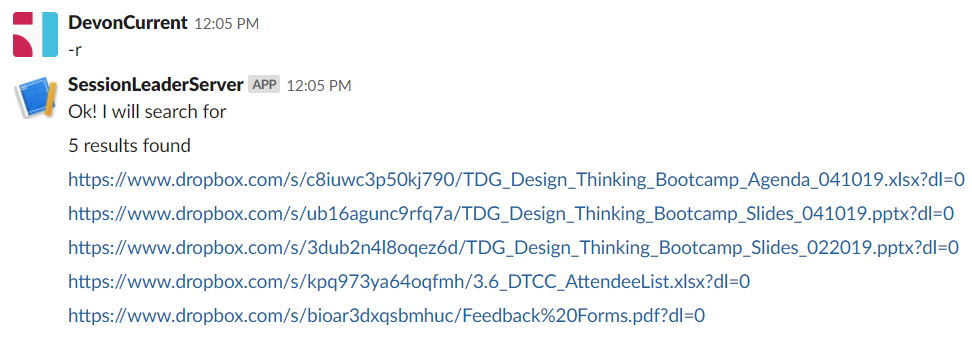 DevonCurrent 12:05 PM
-r
SessionLeaderServer APP 12:05 PM
Ok! I will search for
5 results found
https://www.dropbox.com/s/c8iuwc3p50kj790/TDG_Design_Thinking_Bootcamp_Agenda_041019.xlsx?dl=0
https://www.dropbox.com/s/ub16agunc9rfq7a/TDG_Design_Thinking_Bootcamp_Slides_041019.pptx?dl=0
https://www.dropbox.com/s/3dub2n4l8oqez6d/TDG_Design_Thinking_Bootcamp_Slides_022019.pptx?dl=0
https://www.dropbox.com/s/kpq973ya64oqfmh/3.6_DTCC_AttendeeList.xlsx?dl=0
https://www.dropbox.com/s/bioar3dxqsbmhuc/Feedback%20Forms.pdf?dl=0